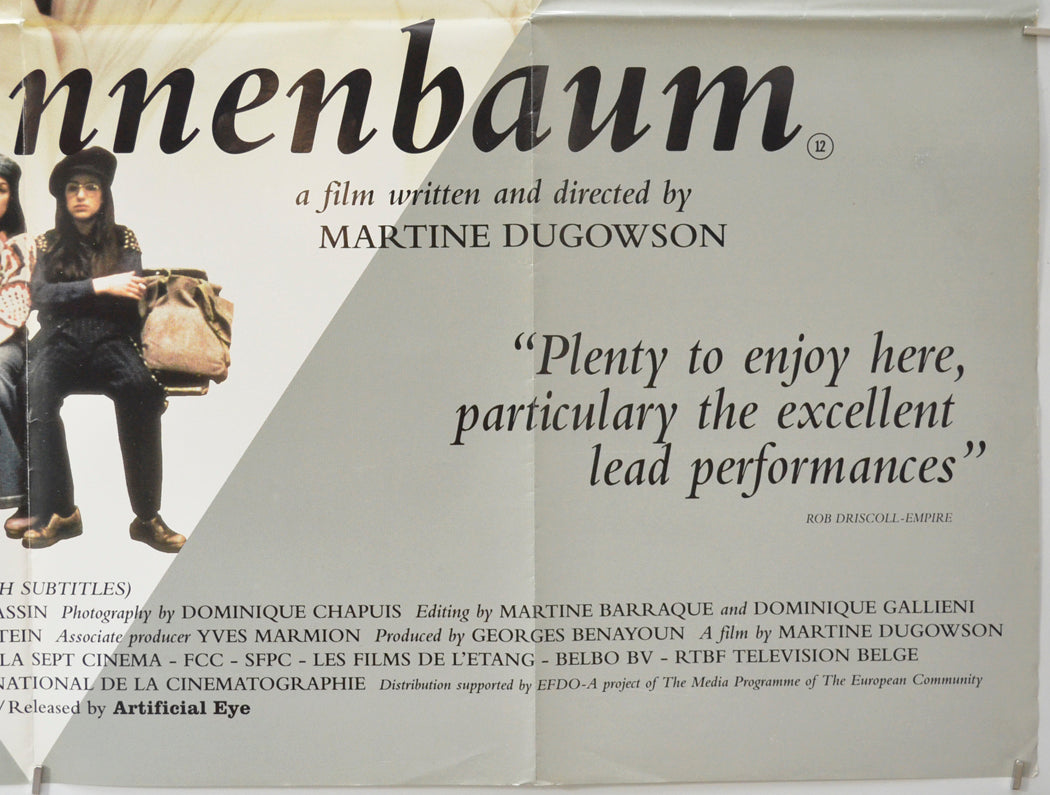 nnenbaum
12
a film written and directed by
MARTINE DUGOWSON
“Plenty to enjoy here,
particulary the excellent
lead performances”
ROB DRISCOLL-EMPIRE
H SUBTITLES)
ASSIN Photography by DOMINIQUE CHAPUIS Editing by MARTINE BARRAQUE and DOMINIQUE GALLIENI
TEIN Associate producer YVES MARMION Produced by GEORGES BENAYOUN A film by MARTINE DUGOWSON
LA SEPT CINEMA - FCC - SFPC - LES FILMS DE L'ETANG - BELBO BV - RTBF TELEVISION BELGE
NATIONAL DE LA CINEMATOGRAPHIE Distribution supported by EFDO-A project of The Media Programme of The European Community
/Released by Artificial Eye